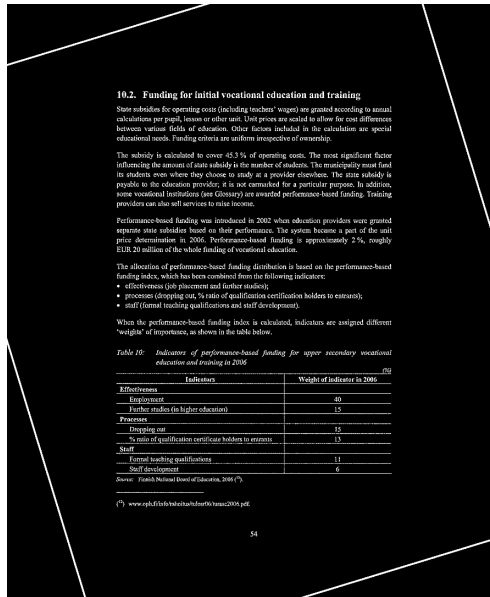 10.2. Funding for initial vocational education and training
State subsidies for operating costs (including teachers' wages) are granted according to annual
calculations per pupil, lesson or other unit. Unit prices are scaled to allow for cost differences
between various fields of education. Other factors included in the calculation are special
educational needs. Funding criteria are uniform irrespective of ownership.
The subsidy is calculated to cover 45.3 % of operating costs. The most significant factor
influencing the amount of state subsidy is the number of students. The municipality must fund
its students even where they choose to study at a provider elsewhere. The state subsidy is
payable to the education provider; it is not earmarked for a particular purpose. In addition,
some vocational institutions (see Glossary) are awarded performance-based funding. Training
providers can also sell services to raise income.
Performance-based funding was introduced in 2002 when education providers were granted
separate state subsidies based on their performance. The system became a part of the unit
price determination in 2006. Performance-based funding is approximately 2 %, roughly
EUR 20 million of the whole funding of vocational education.
The allocation of performance-based funding distribution is based on the performance-based
funding index, which has been combined from the following indicators:
• effectiveness (job placement and further studies);
• processes (dropping out, % ratio of qualification certification holders to entrants);
• staff (formal teaching qualifications and staff development).
When the performance-based funding index is calculated, indicators are assigned different
'weights' of importance, as shown in the table below.
Table 10: Indicators of performance-based funding for upper secondary vocational
education and training in 2006
(%)
Indicators Weight of indicator in 2006
Effectiveness
Employment 40
Further studies (in higher education) 15
Processes
Dropping out 15
% ratio of qualification certificate holders to entrants 13
Staff
Formal teaching qualifications 11
Staff development 6
Source: Finnish National Board of Education, 2006
54